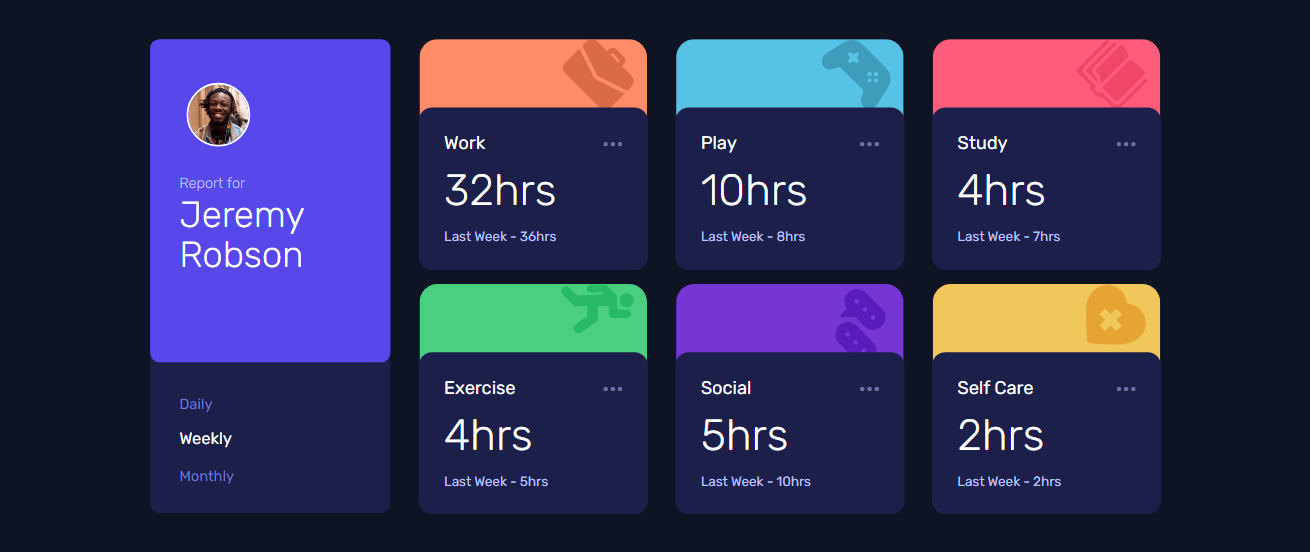 Report for
Jeremy
Robson
Daily
Weekly
Monthly
Work
32hrs
Last Week - 36hrs
Play
10hrs
Last Week - 8hrs
Study
4hrs
Last Week - 7hrs
Exercise
4hrs
Last Week - 5hrs
Social
5hrs
Last Week - 10hrs
Self Care
2hrs
Last Week - 2hrs